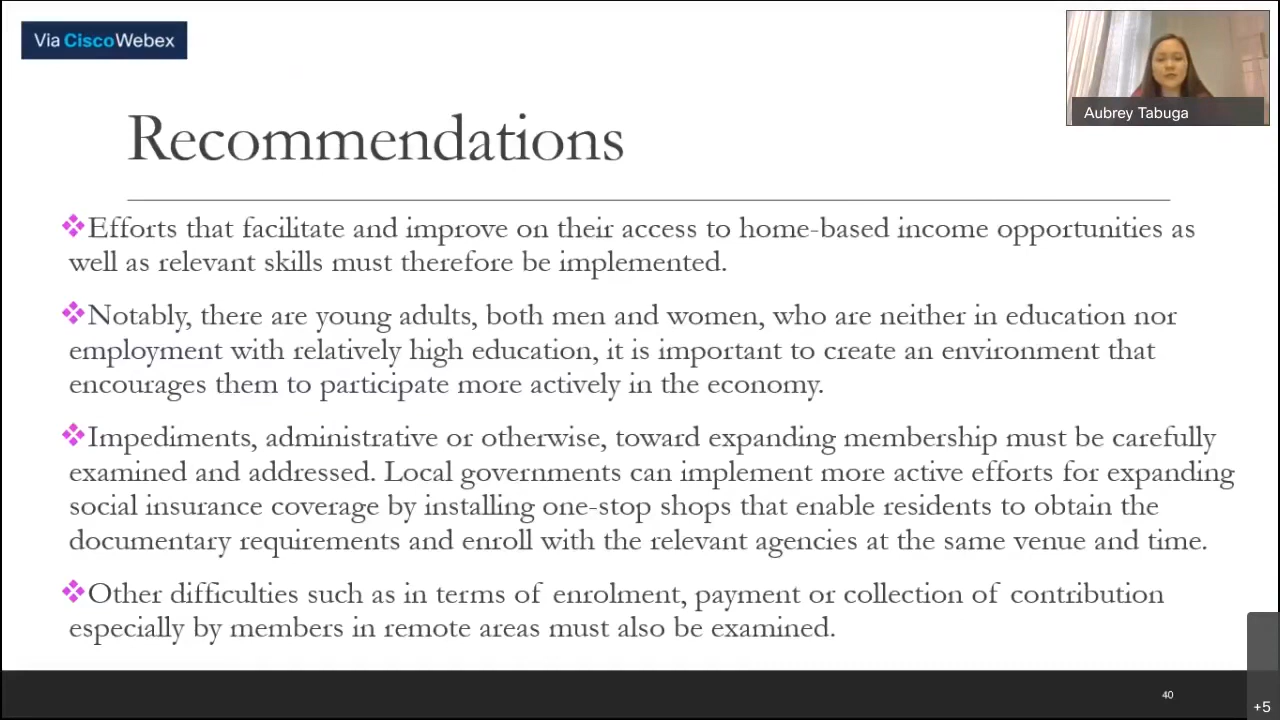 Via CiscoWebex
Aubrey Tabuga
Recommendations
Efforts that facilitate and improve on their access to home-based income opportunities as
well as relevant skills must therefore be implemented.
Notably, there are young adults, both men and women, who are neither in education nor
employment with relatively high education, it is important to create an environment that
encourages them to participate more actively in the economy.
Impediments, administrative or otherwise, toward expanding membership must be carefully
examined and addressed. Local governments can implement more active efforts for expanding
social insurance coverage by installing one-stop shops that enable residents to obtain the
documentary requirements and enroll with the relevant agencies at the same venue and time.
Other difficulties such as in terms of enrolment, payment or collection of contribution
especially by members in remote areas must also be examined.
40
+5